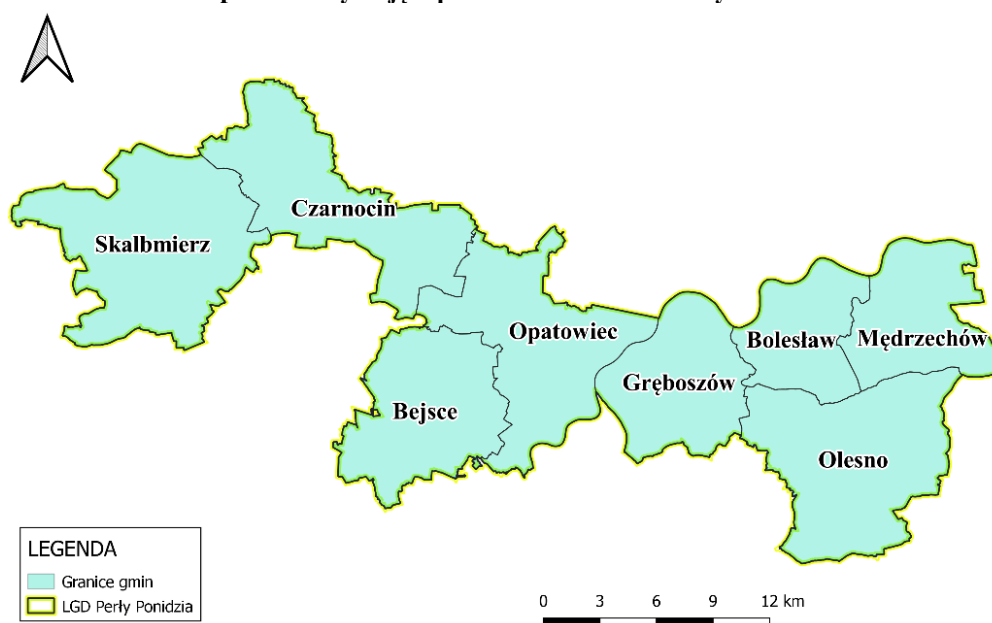 Czarnocin
Skalbmierz
Opatowiec
Bolesław
Mędrzechów
Gręboszów
Bejsce
Olesno
LEGENDA
Granice gmin
LGD Perły Ponidzia
0 3 6 9 12 km